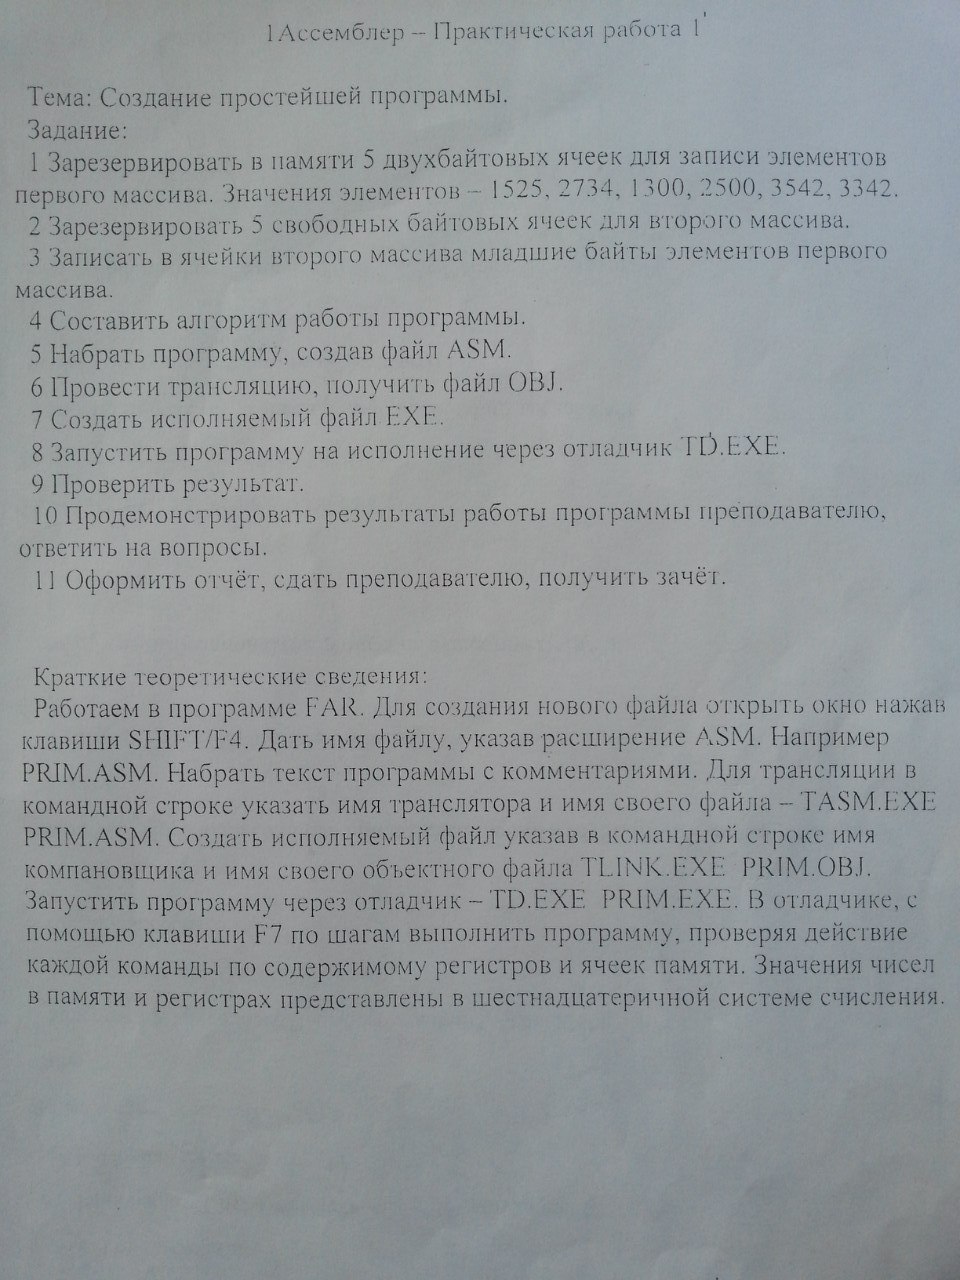 1Ассемблер – Практическая работа 1
Тема: Создание простейшей программы.
Задание:
1 Зарезервировать в памяти 5 двухбайтовых ячеек для записи элементов
первого массива. Значения элементов – 1525, 2734, 1300, 2500, 3542, 3342.
2 Зарезервировать 5 свободных байтовых ячеек для второго массива.
3 Записать в ячейки второго массива младшие байты элементов первого
массива.
4 Составить алгоритм работы программы.
5 Набрать программу, создав файл ASM.
6 Провести трансляцию, получить файл OBJ.
7 Создать исполняемый файл EXE.
8 Запустить программу на исполнение через отладчик TD.EXE.
9 Проверить результат.
10 Продемонстрировать результаты работы программы преподавателю,
ответить на вопросы.
11 Оформить отчёт, сдать преподавателю, получить зачёт.
Краткие теоретические сведения:
Работаем в программе FAR. Для создания нового файла открыть окно нажав
клавиши SHIFT/F4. Дать имя файлу, указав расширение ASM. Например
PRIM.ASM. Набрать текст программы с комментариями. Для трансляции в
командной строке указать имя транслятора и имя своего файла – TASM.EXE
PRIM.ASM. Создать исполняемый файл указав в командной строке имя
компановщика и имя своего объектного файла TLINK.EXE PRIM.OBJ.
Запустить программу через отладчик – TD.EXE PRIM.EXE. В отладчике, с
помощью клавиши F7 по шагам выполнить программу, проверяя действие
каждой команды по содержимому регистров и ячеек памяти. Значения чисел
в памяти и регистрах представлены в шестнадцатеричной системе счисления.